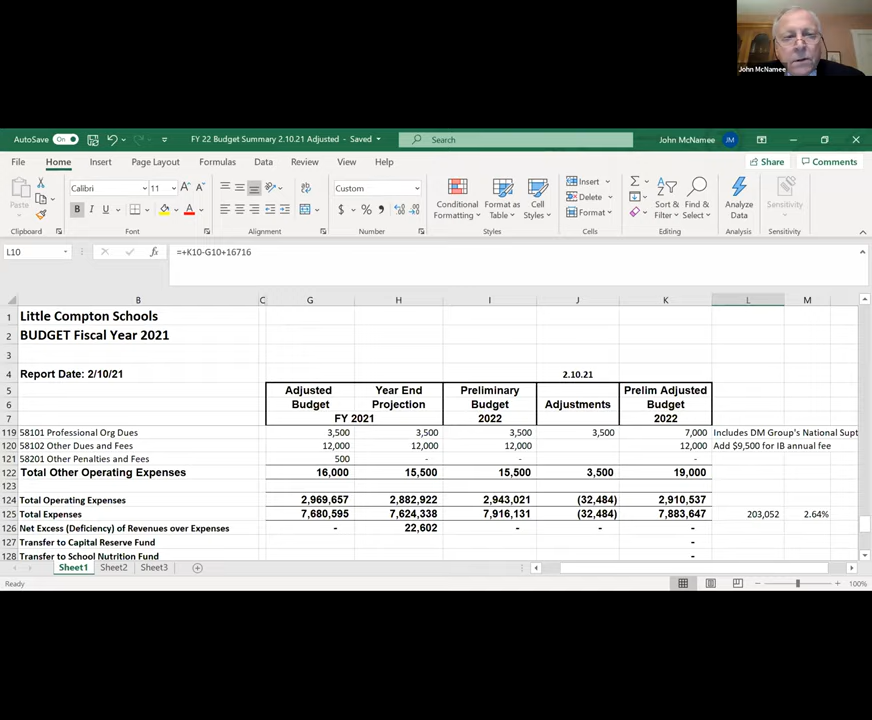 John McNamee
AutoSave On FY 22 Budget Summary 2.10.21 Adjusted - Saved Search John McNamee JM
File Home Insert Page Layout Formulas Data Review View Help Share Comments
Calibri 11 Custom Insert
Paste B I U Conditional Format as Cell Delete Sort & Find & Analyze Sensitivity
Formatting Table Styles Format Filter Select Data
Clipboard Font Alignment Number Styles Cells Editing Analysis Sensitivity
L10 fx =+K10-G10+16716
B C G H I J K L M
1 Little Compton Schools
2 BUDGET Fiscal Year 2021
3
4 Report Date: 2/10/21 2.10.21
5 Adjusted Year End Preliminary Prelim Adjusted
6 Budget Projection Budget Adjustments Budget
7 FY 2021 2022 2022
119 58101 Professional Org Dues 3,500 3,500 3,500 3,500 7,000 Includes DM Group's National Supt
120 58102 Other Dues and Fees 12,000 12,000 12,000 12,000 Add $9,500 for IB annual fee
121 58201 Other Penalties and Fees 500 - - -
122 Total Other Operating Expenses 16,000 15,500 15,500 3,500 19,000
123
124 Total Operating Expenses 2,969,657 2,882,922 2,943,021 (32,484) 2,910,537
125 Total Expenses 7,680,595 7,624,338 7,916,131 (32,484) 7,883,647 203,052 2.64%
126 Net Excess (Deficiency) of Revenues over Expenses - 22,602 - - -
127 Transfer to Capital Reserve Fund -
128 Transfer to School Nutrition Fund -
Sheet1 Sheet2 Sheet3
Ready 100%